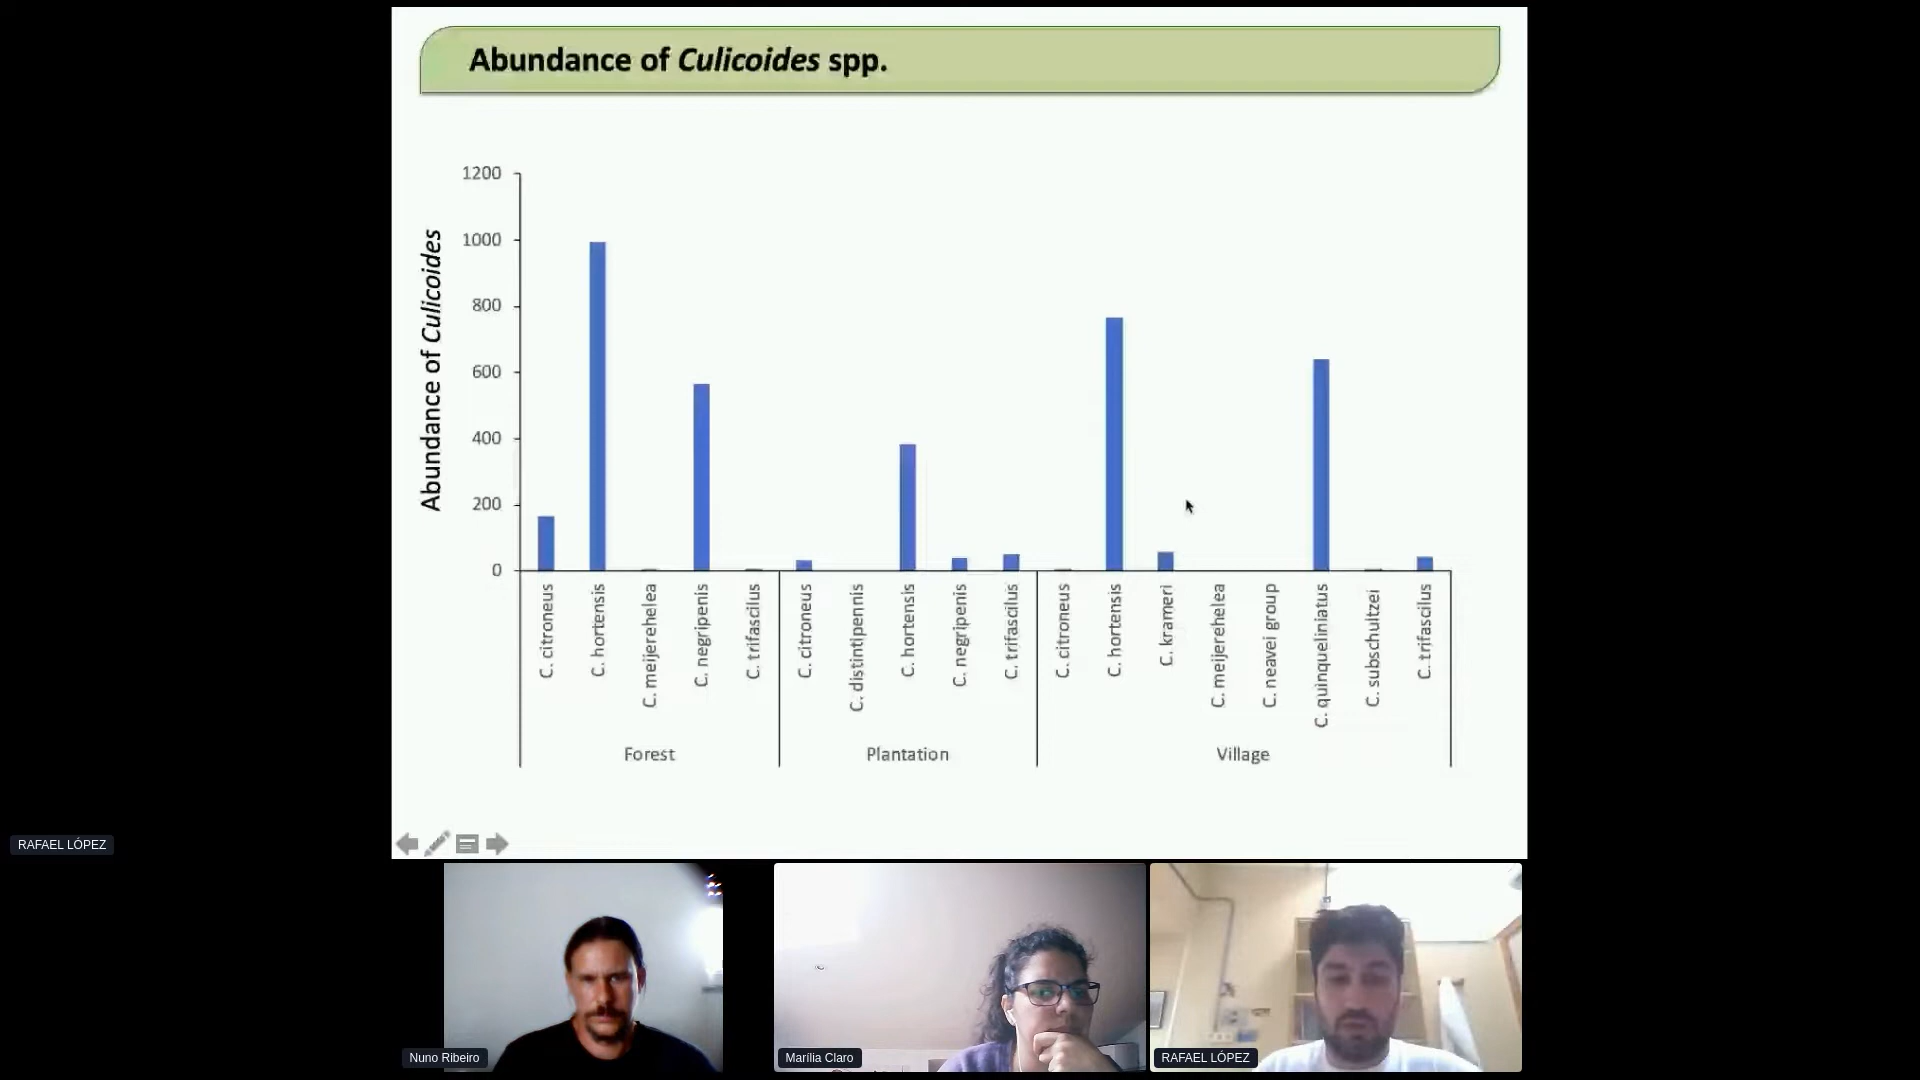 Abundance of Culicoides spp.
Abundance of Culicoides
1200
1000
800
600
400
200
0
C. citroneus
C. hortensis
C. meijerehelea
C. negripenis
C. trifascilus
C. citroneus
C. distintipennis
C. hortensis
C. negripenis
C. trifascilus
C. citroneus
C. hortensis
C. krameri
C. meijerehelea
C. neavei group
C. quinqueliniatus
C. subschultzei
C. trifascilus
Forest
Plantation
Village
RAFAEL LÓPEZ
Nuno Ribeiro
Marília Claro
RAFAEL LÓPEZ